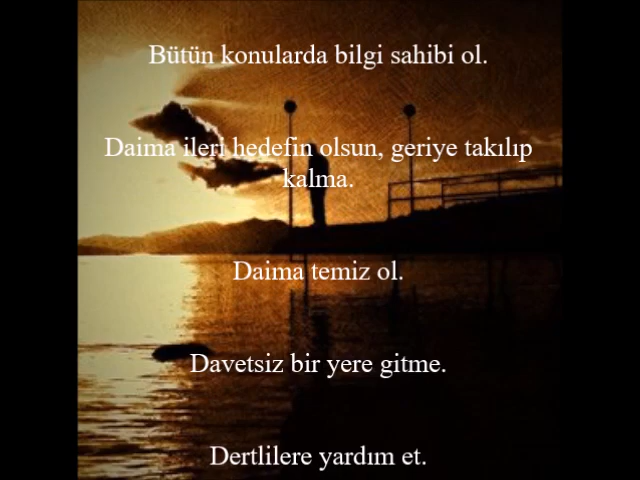 Bütün konularda bilgi sahibi ol.
Daima ileri hedefin olsun, geriye takılıp
kalma.
Daima temiz ol.
Davetsiz bir yere gitme.
Dertlilere yardım et.